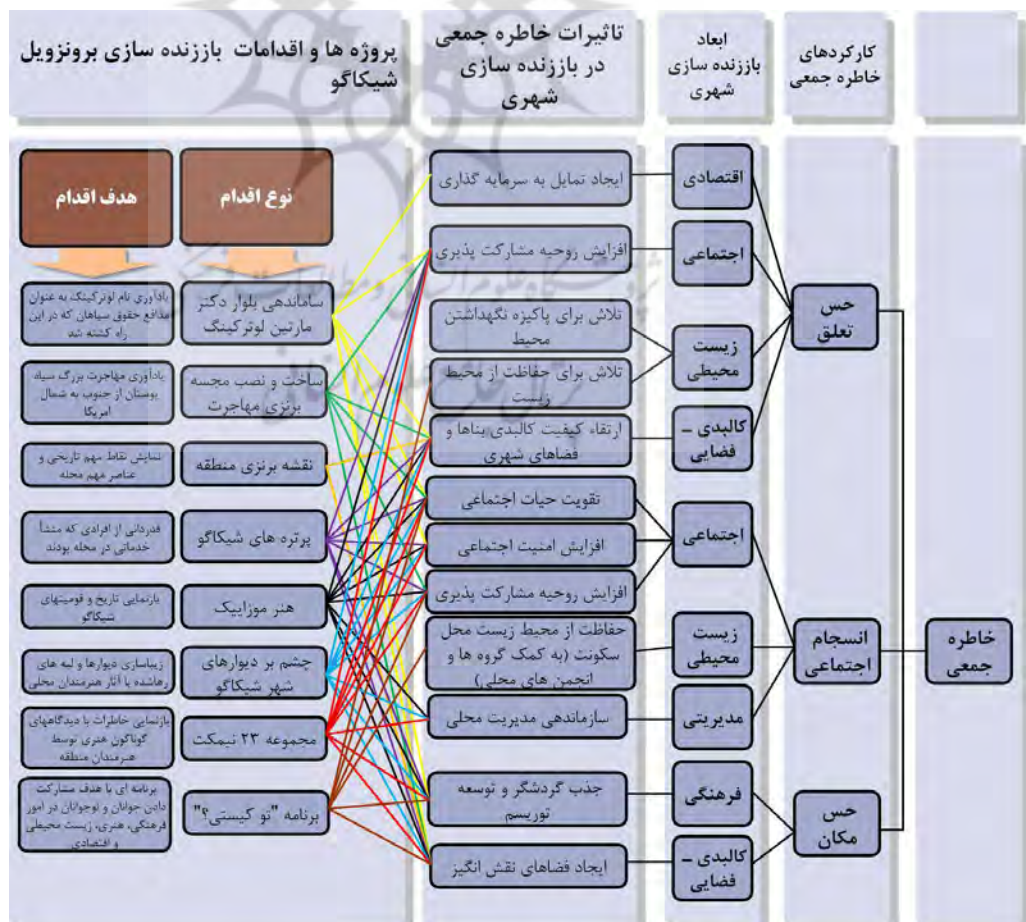 کارکردهای
خاطره جمعی
ابعاد
باززنده سازی
شهری
تاثیرات خاطره جمعی
در باززنده سازی
شهری
پروژه ها و اقدامات باززنده سازی برونزویل
شیکاگو
خاطره
جمعی
حس
تعلق
انسجام
اجتماعی
حس
مکان
اقتصادی
اجتماعی
زیست
محیطی
کالبدی –
فضایی
اجتماعی
زیست
محیطی
مدیریتی
فرهنگی
کالبدی –
فضایی
ایجاد تمایل به سرمایه گذاری
افزایش روحیه مشارکت پذیری
تلاش برای پاکیزه نگهداشتن
محیط
تلاش برای حفاظت از محیط
زیست
ارتقاء کیفیت کالبدی بناها و
فضاهای شهری
تقویت حیات اجتماعی
افزایش امنیت اجتماعی
افزایش روحیه مشارکت پذیری
حفاظت از محیط زیست محل
سکونت (به کمک گروه ها و
انجمن های محلی)
سازماندهی مدیریت محلی
جذب گردشگر و توسعه
توریسم
ایجاد فضاهای نقش انگیز
نوع اقدام
ساماندهی بلوار دکتر
مارتین لوترکینگ
ساخت و نصب مجسه
برنزی مهاجرت
نقشه برنزی منطقه
پرتره های شیکاگو
هنر موزاییک
چشم بر دیوارهای
شهر شیکاگو
مجموعه ۲۳ نیمکت
برنامه "تو کیستی؟"
هدف اقدام
یادآوری نام لوترکینگ به عنوان
مدافع حقوق سیاهان که در این
راه کشته شد
یادآوری مهاجرت بزرگ سیاه
پوستان از جنوب به شمال
امریکا
نمایش نقاط مهم تاریخی و
عناصر مهم محله
قدردانی از افرادی که منشأ
خدماتی در محله بودند
بازنمایی تاریخ و قومیتهای
شیکاگو
زیباسازی دیوارها و لبه های
رهاشده با آثار هنرمندان محلی
بازنمایی خاطرات با دیدگاههای
گوناگون هنری توسط
هنرمندان منطقه
برنامه ای با هدف مشارکت
دادن جوانان و نوجوانان در امور
فرهنگی، هنری، زیست محیطی
و اقتصادی